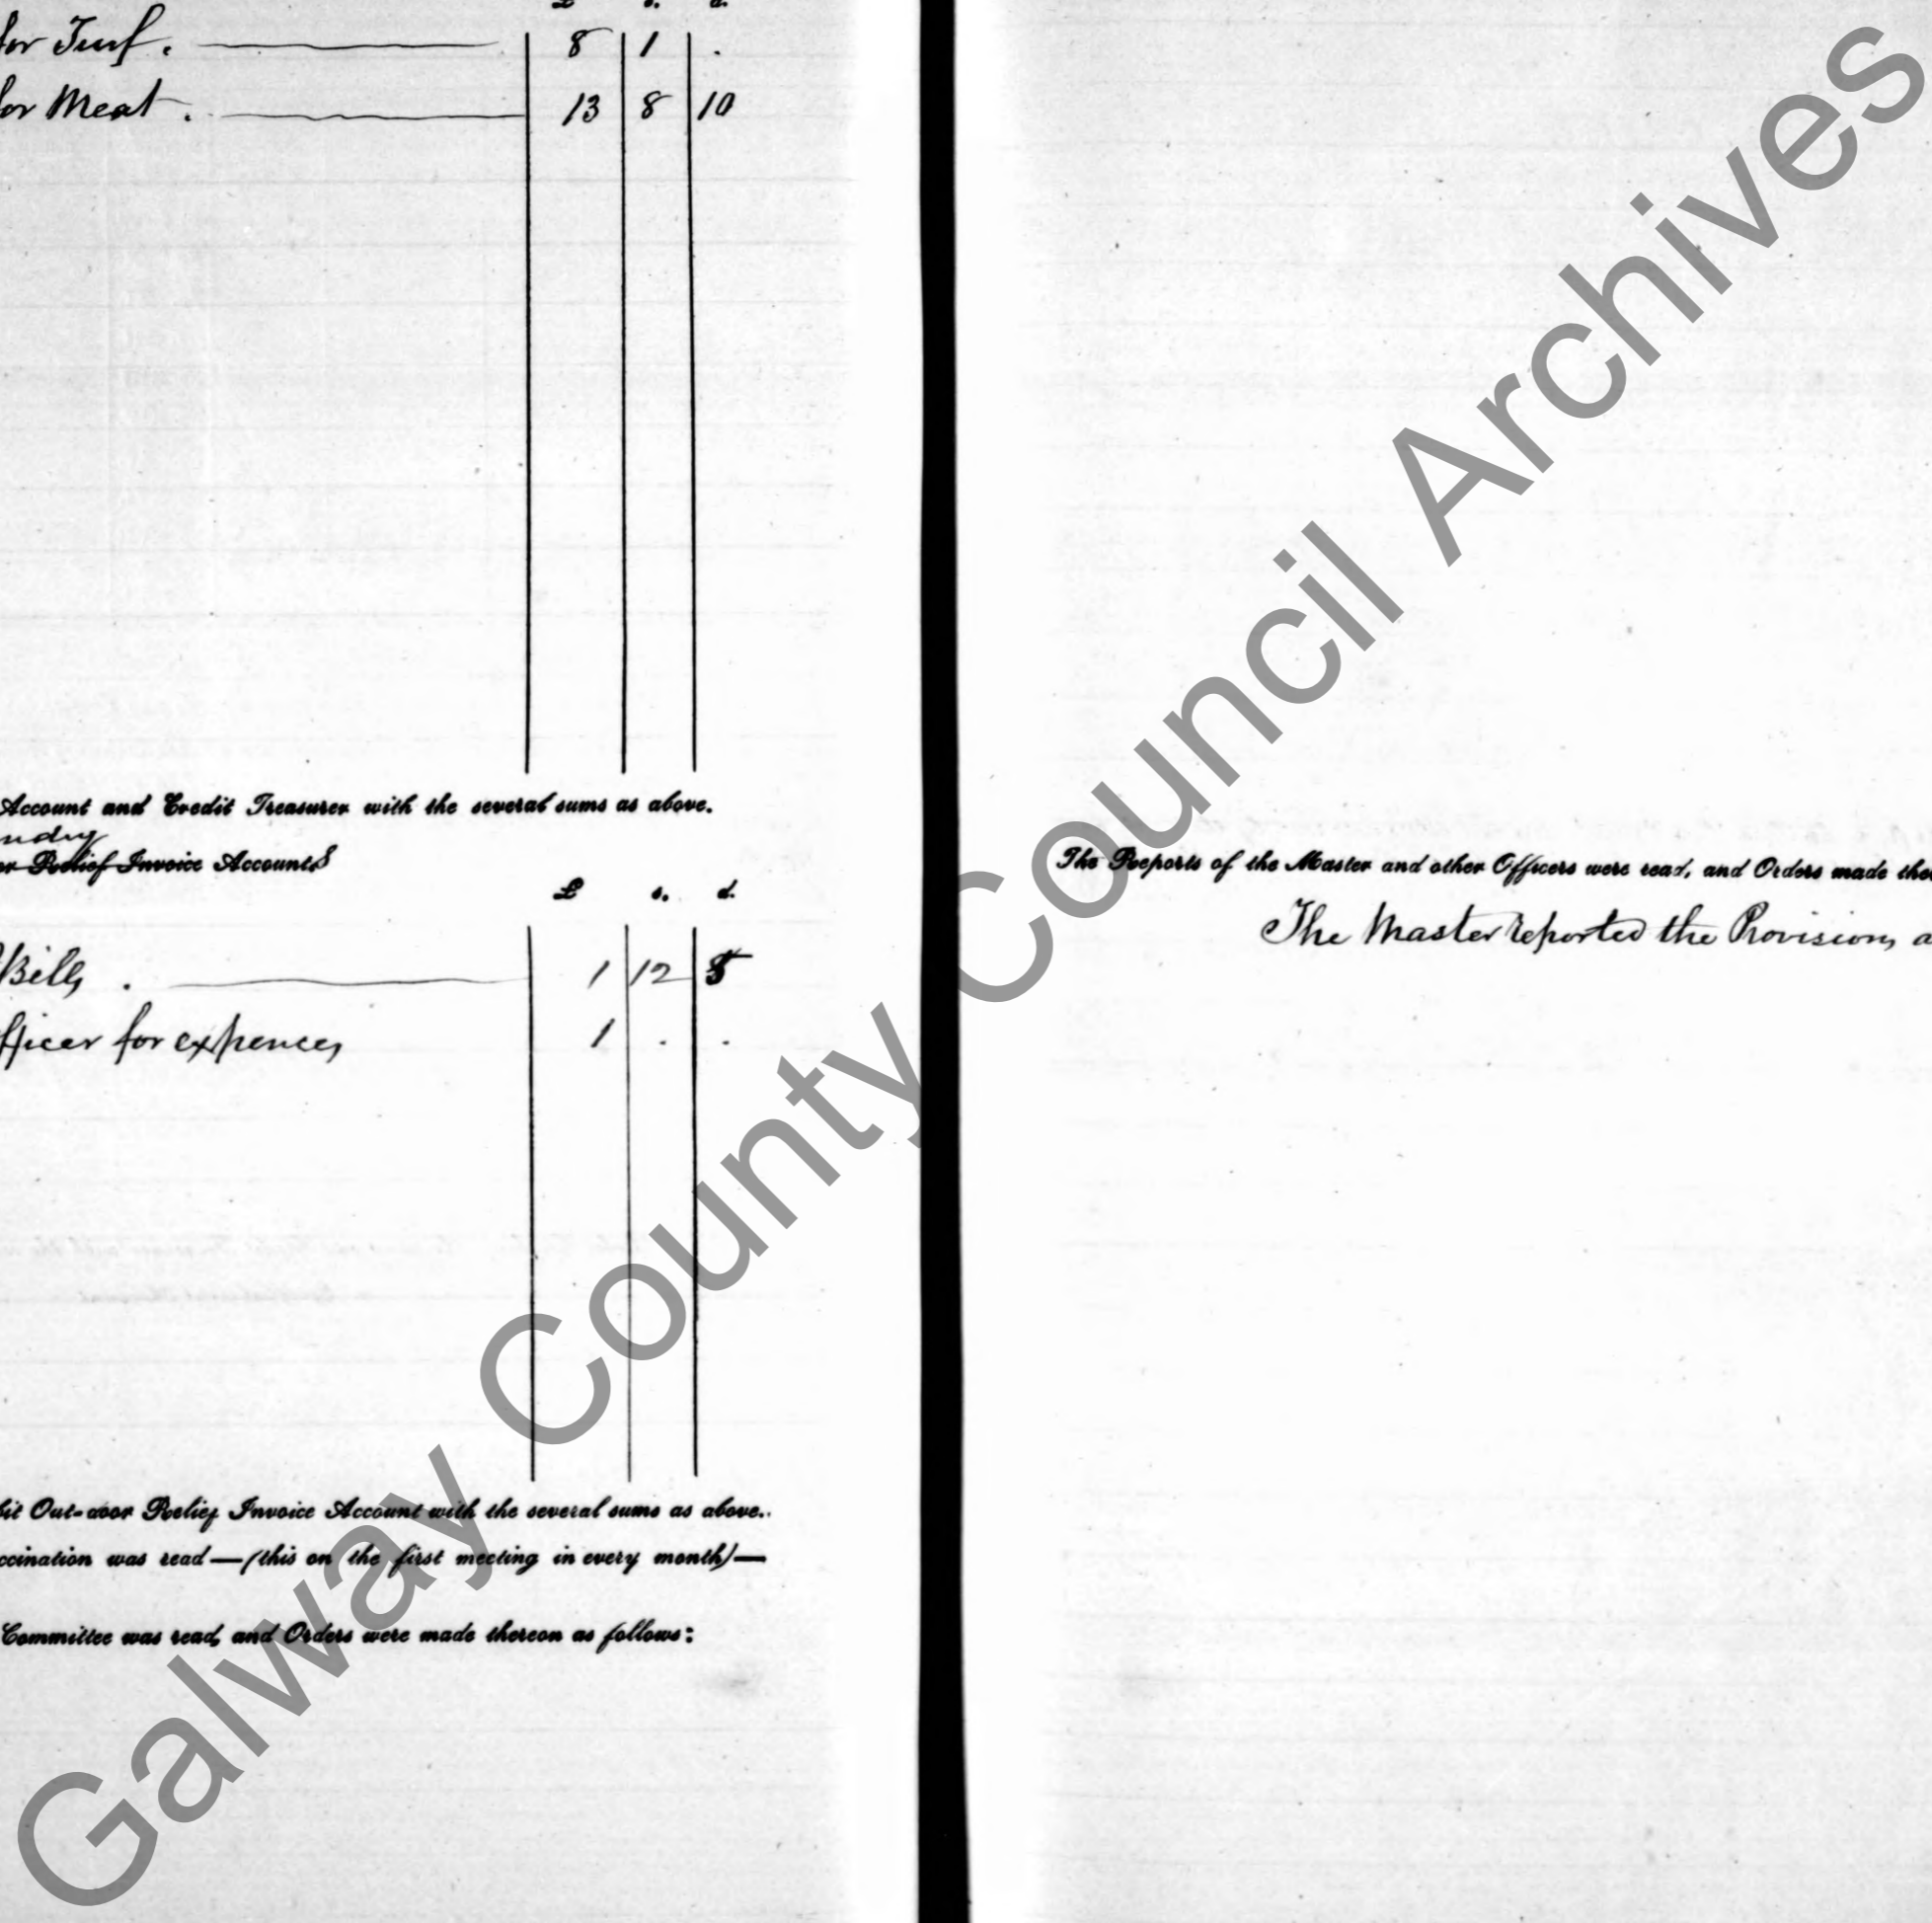 £ s. d.
for Turf. 8 1 .
for Meat. 13 8 10
Account and Credit Treasurer with the several sums as above.
ndry
or Relief Invoice Accounts
£ s. d.
Bills . 1 12
fficer for expences 1 . .
bit Out-door Relief Invoice Account with the several sums as above.
ccination was read—(this on the first meeting in every month)—
Committee was read, and Orders were made thereon as follows:
The Reports of the Master and other Officers were read, and Orders made the
The Master reported the Provisions a
Galway County Council Archives